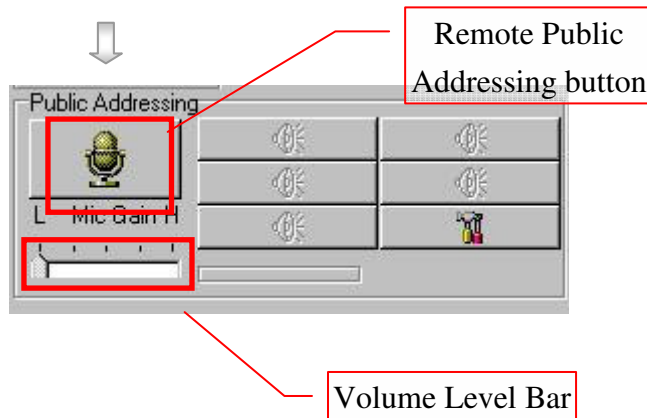 Remote Public
Addressing button
Public Addressing
L Mic Gain H
Volume Level Bar